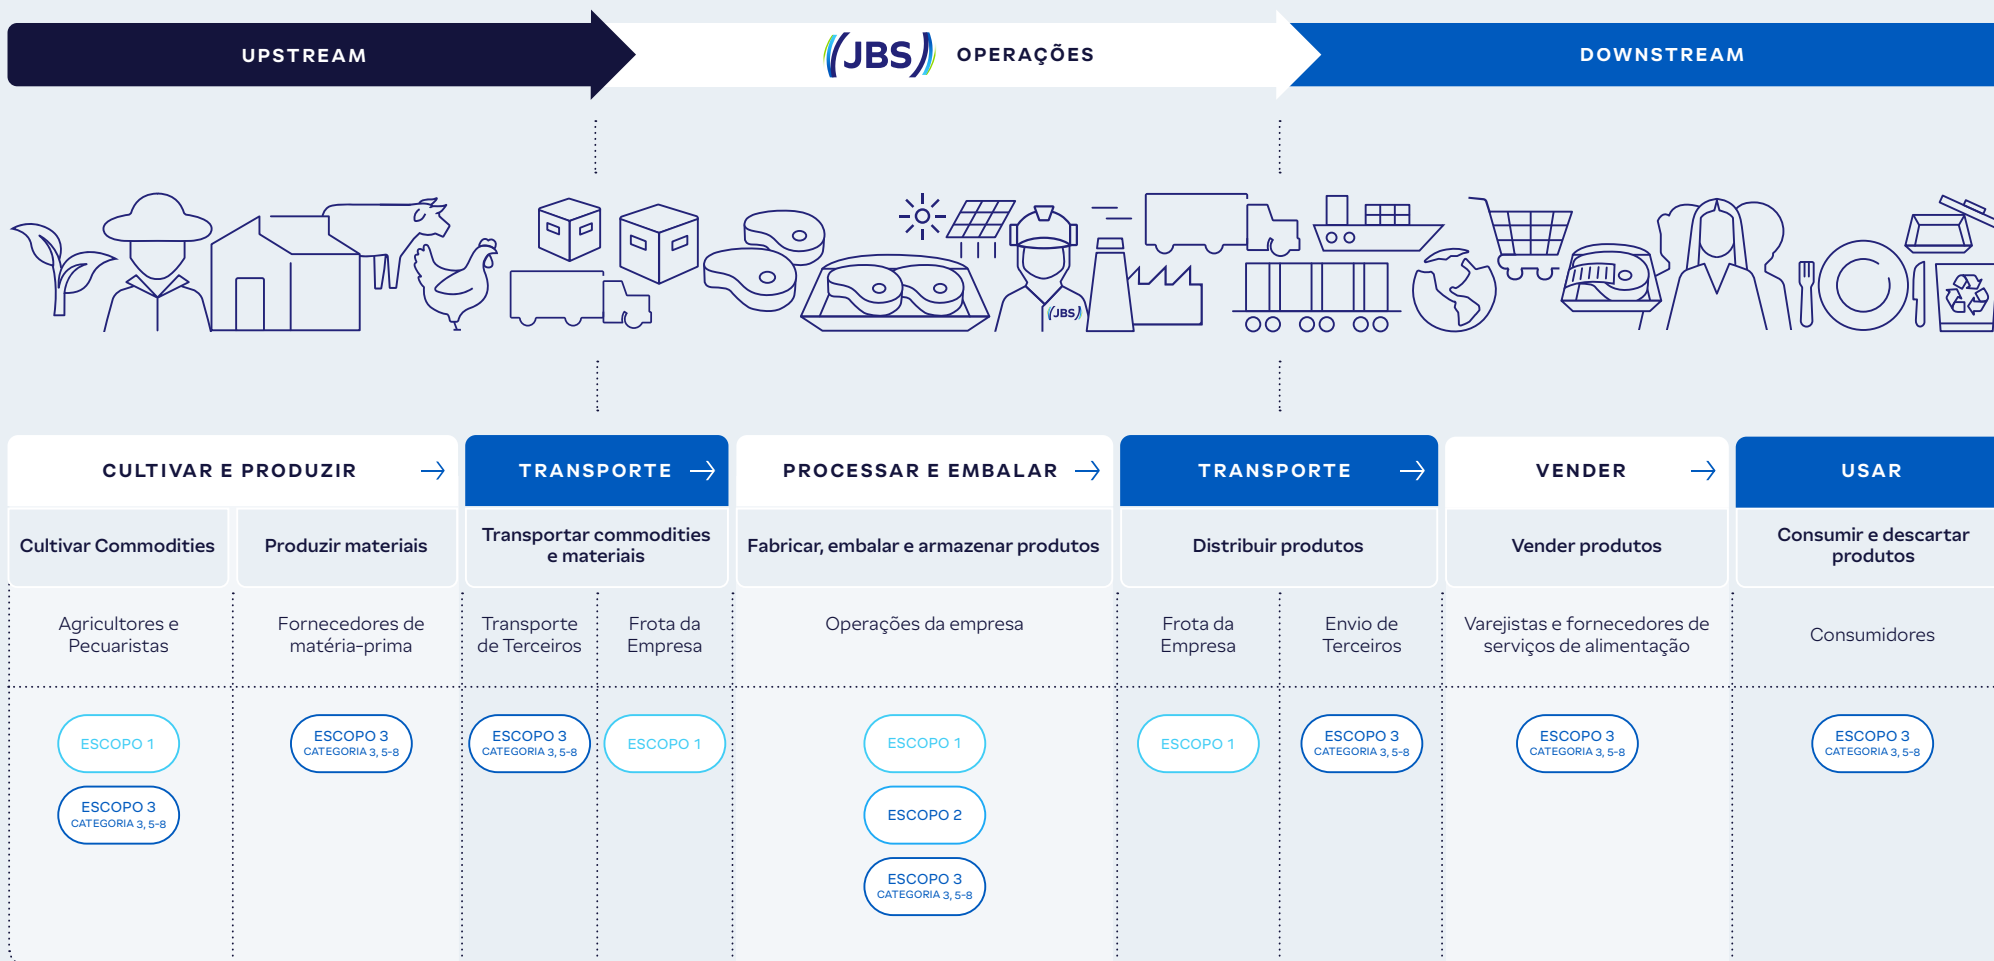 UPSTREAM
JBS OPERAÇÕES
DOWNSTREAM
JBS
CULTIVAR E PRODUZIR
TRANSPORTE
PROCESSAR E EMBALAR
TRANSPORTE
VENDER
USAR
Cultivar Commodities
Produzir materiais
Transportar commodities
e materiais
Fabricar, embalar e armazenar produtos
Distribuir produtos
Vender produtos
Consumir e descartar
produtos
Agricultores e
Pecuaristas
Fornecedores de
matéria-prima
Transporte
de Terceiros
Frota da
Empresa
Operações da empresa
Frota da
Empresa
Envio de
Terceiros
Varejistas e fornecedores de
serviços de alimentação
Consumidores
ESCOPO 1
ESCOPO 3
CATEGORIA 3, 5-8
ESCOPO 3
CATEGORIA 3, 5-8
ESCOPO 3
CATEGORIA 3, 5-8
ESCOPO 1
ESCOPO 1
ESCOPO 2
ESCOPO 3
CATEGORIA 3, 5-8
ESCOPO 1
ESCOPO 3
CATEGORIA 3, 5-8
ESCOPO 3
CATEGORIA 3, 5-8
ESCOPO 3
CATEGORIA 3, 5-8